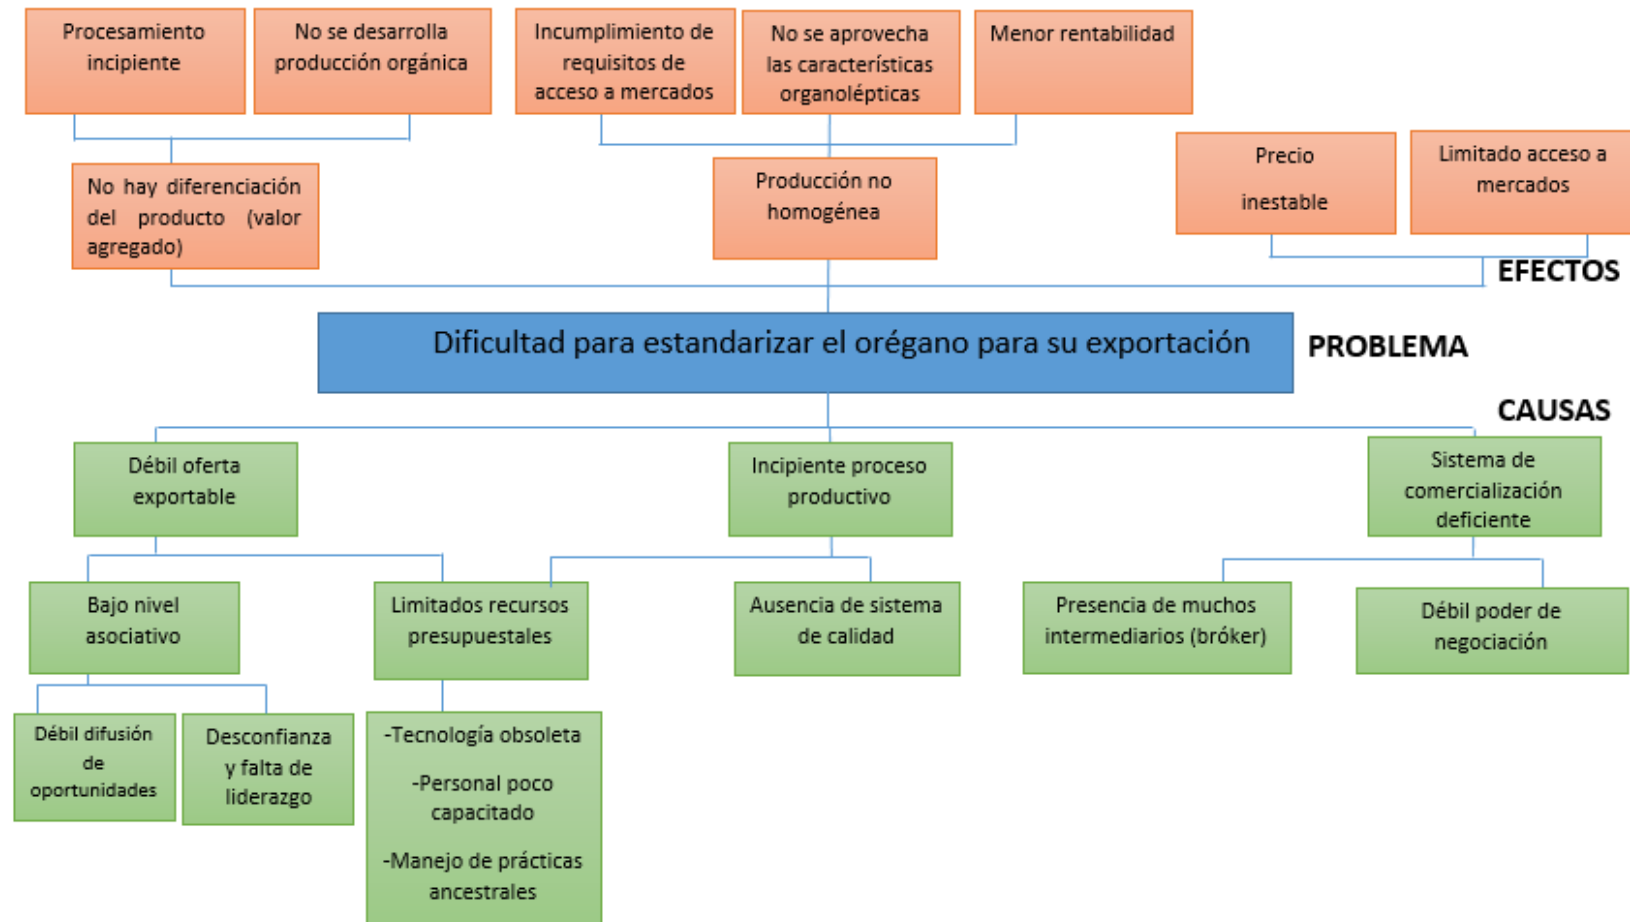 Procesamiento
incipiente
No se desarrolla
producción orgánica
Incumplimiento de
requisitos de
acceso a mercados
No se aprovecha
las características
organolépticas
Menor rentabilidad
No hay diferenciación
del producto (valor
agregado)
Producción no
homogénea
Precio
inestable
Limitado acceso a
mercados
EFECTOS
Dificultad para estandarizar el orégano para su exportación
PROBLEMA
CAUSAS
Débil oferta
exportable
Incipiente proceso
productivo
Sistema de
comercialización
deficiente
Bajo nivel
asociativo
Limitados recursos
presupuestales
Ausencia de sistema
de calidad
Presencia de muchos
intermediarios (bróker)
Débil poder de
negociación
Débil difusión
de
oportunidades
Desconfianza
y falta de
liderazgo
-Tecnología obsoleta
-Personal poco
capacitado
-Manejo de prácticas
ancestrales